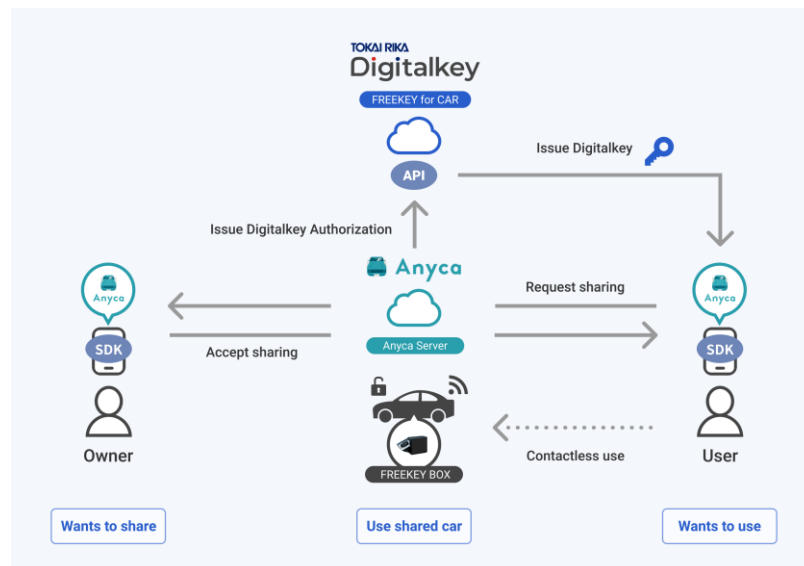 TOKAI RIKA
Digitalkey
FREEKEY for CAR
API
Issue Digitalkey
Issue Digitalkey Authorization
Anyca
Anyca
Request sharing
Anyca
SDK
Accept sharing
Anyca Server
SDK
Owner
FREEKEY BOX
Contactless use
User
Wants to share
Use shared car
Wants to use